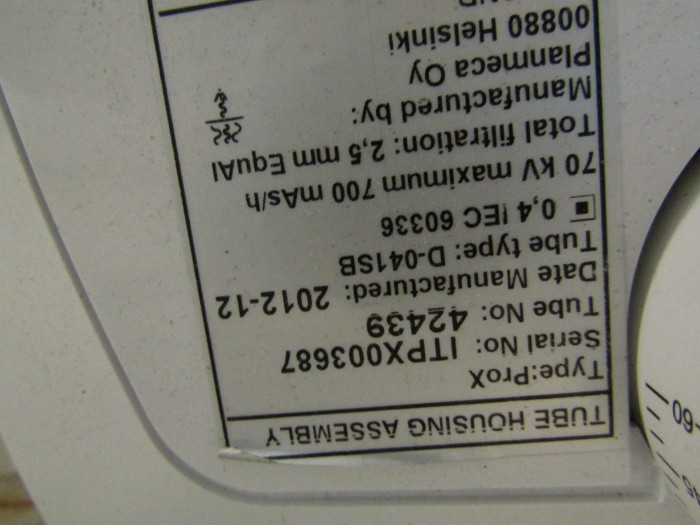 TUBE HOUSING ASSEMBLY
Type:ProX
Serial No: ITPX003687
Tube No: 42439
Date Manufactured: 2012-12
Tube type: D-041SB
0,4 IEC 60336
70 kV maximum 700 mAs/h
Total filtration: 2,5 mm EquAl
Manufactured by:
Planmeca Oy
00880 Helsinki
-60